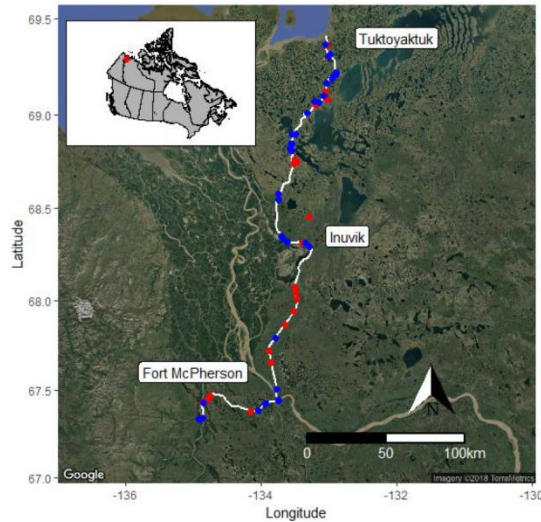 69.5
69.0
68.5
68.0
67.5
67.0
Latitude
Tuktoyaktuk
Inuvik
Fort McPherson
N
0 50 100km
Google
Imagery ©2018 TerraMetrics
-136 -134 -132 -130
Longitude